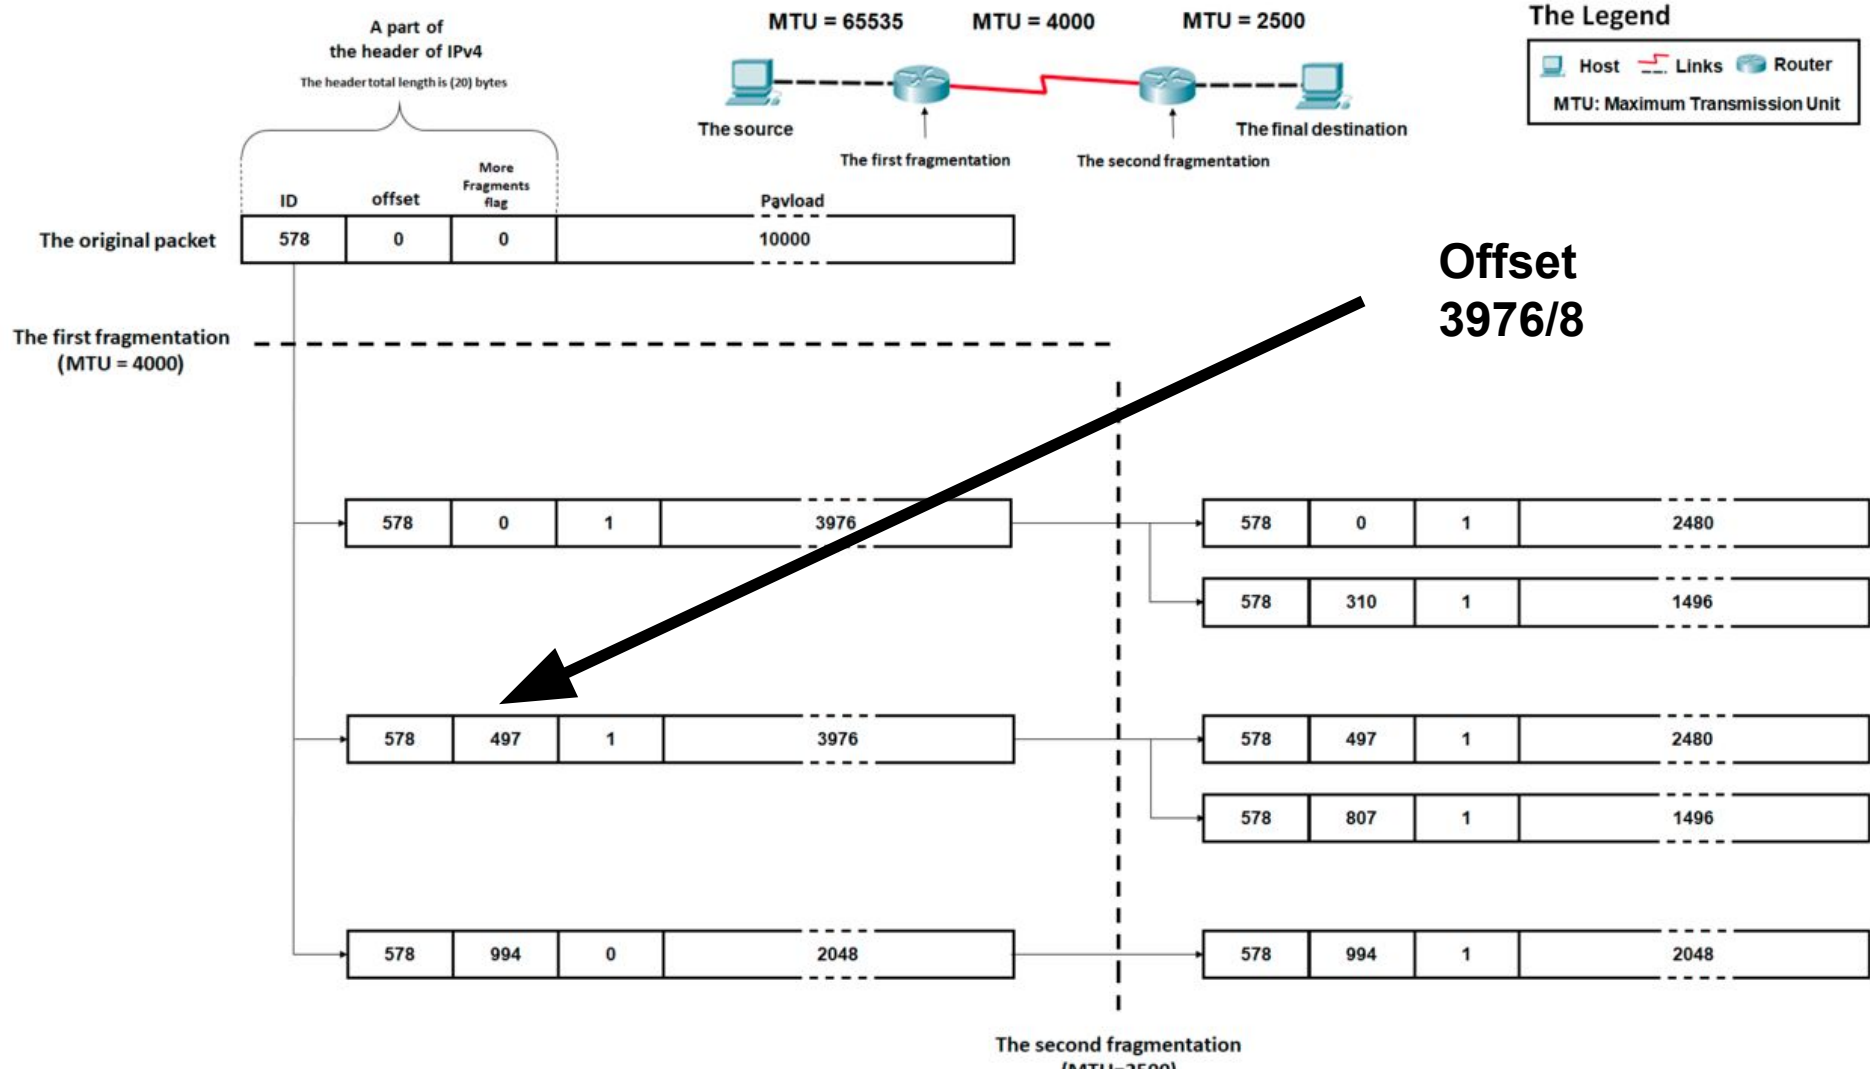 A part of
the header of IPv4
The header total length is (20) bytes
MTU = 65535
MTU = 4000
MTU = 2500
The Legend
Host
Links
Router
MTU: Maximum Transmission Unit
The source
The final destination
The first fragmentation
The second fragmentation
ID
offset
More
Fragments
flag
Payload
The original packet
578 0 0 10000
Offset
3976/8
The first fragmentation
(MTU = 4000)
578 0 1 3976
578 0 1 2480
578 310 1 1496
578 497 1 3976
578 497 1 2480
578 807 1 1496
578 994 0 2048
578 994 1 2048
The second fragmentation
(MTU=2500)